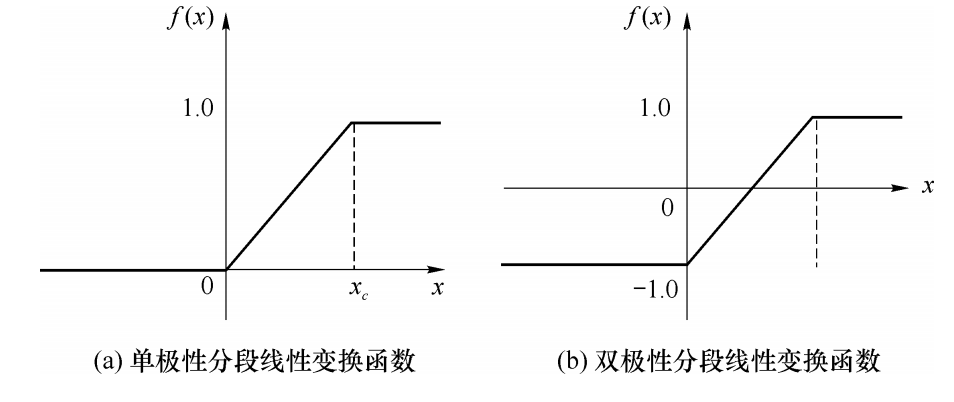 f(x)
1.0
0
x_c
x
(a) 单极性分段线性变换函数
f(x)
1.0
0
x
-1.0
(b) 双极性分段线性变换函数